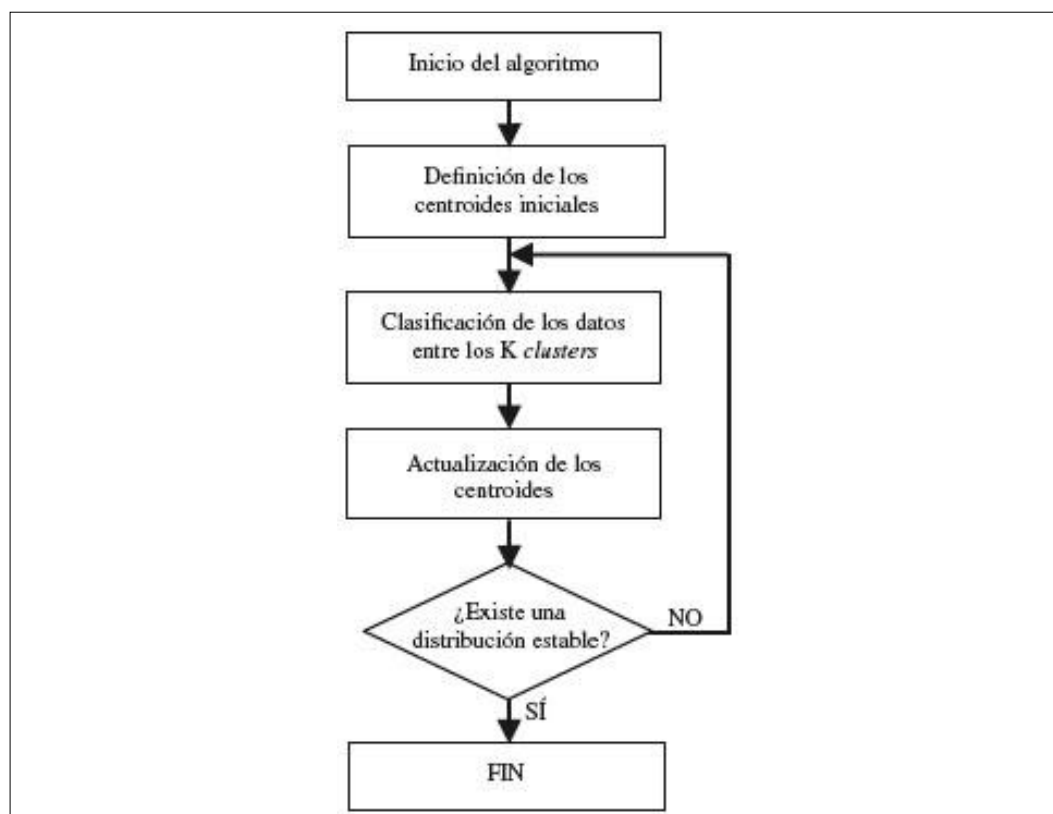 Inicio del algoritmo
Definición de los
centroides iniciales
Clasificación de los datos
entre los K clusters
Actualización de los
centroides
¿Existe una
distribución estable?
NO
SÍ
FIN